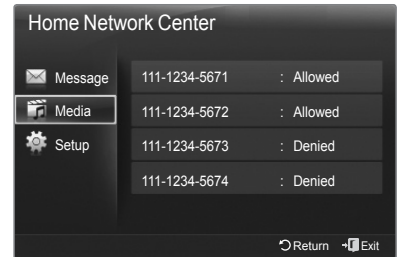 Home Network Center
Message
Media
Setup
111-1234-5671 : Allowed
111-1234-5672 : Allowed
111-1234-5673 : Denied
111-1234-5674 : Denied
Return Exit